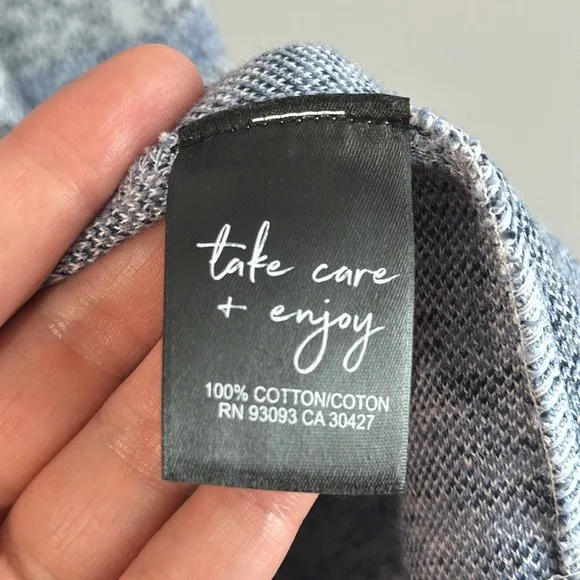 take care
+ enjoy
100% COTTON/COTON
RN 93093 CA 30427